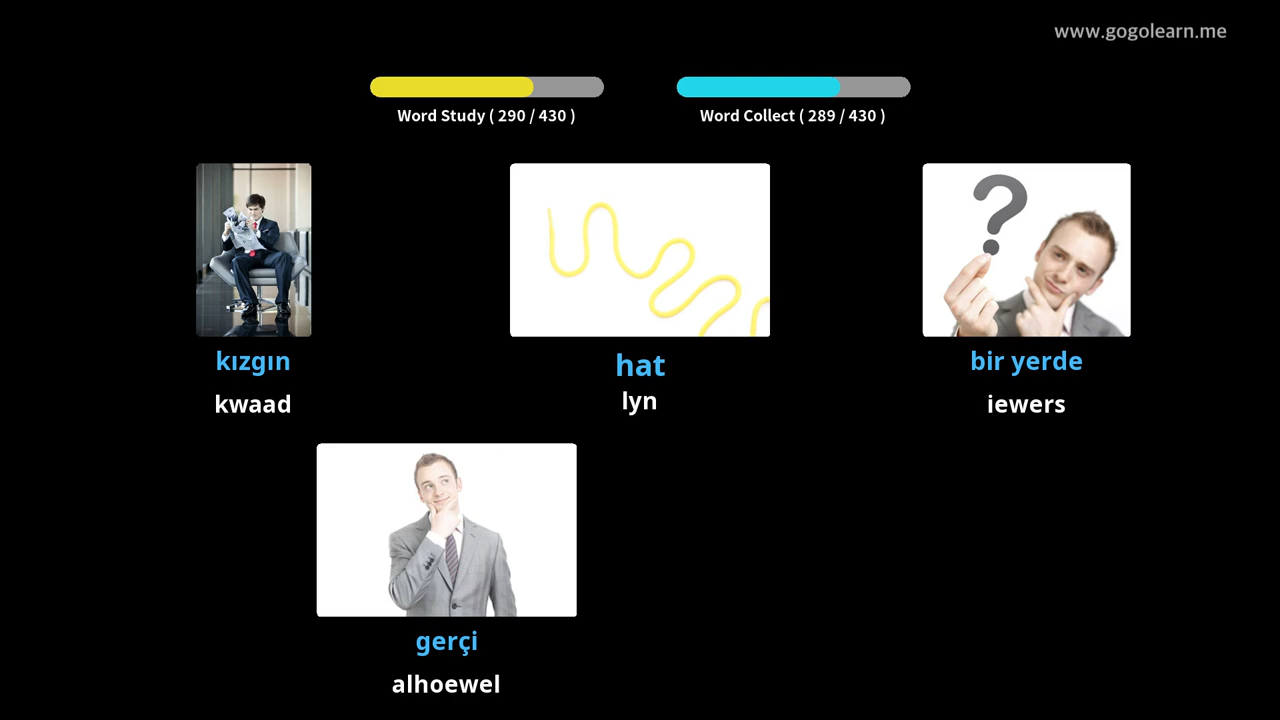 www.gogolearn.me
Word Study ( 290 / 430 )
Word Collect ( 289 / 430 )
kızgın
kwaad
hat
lyn
bir yerde
iewers
gerçi
alhoewel